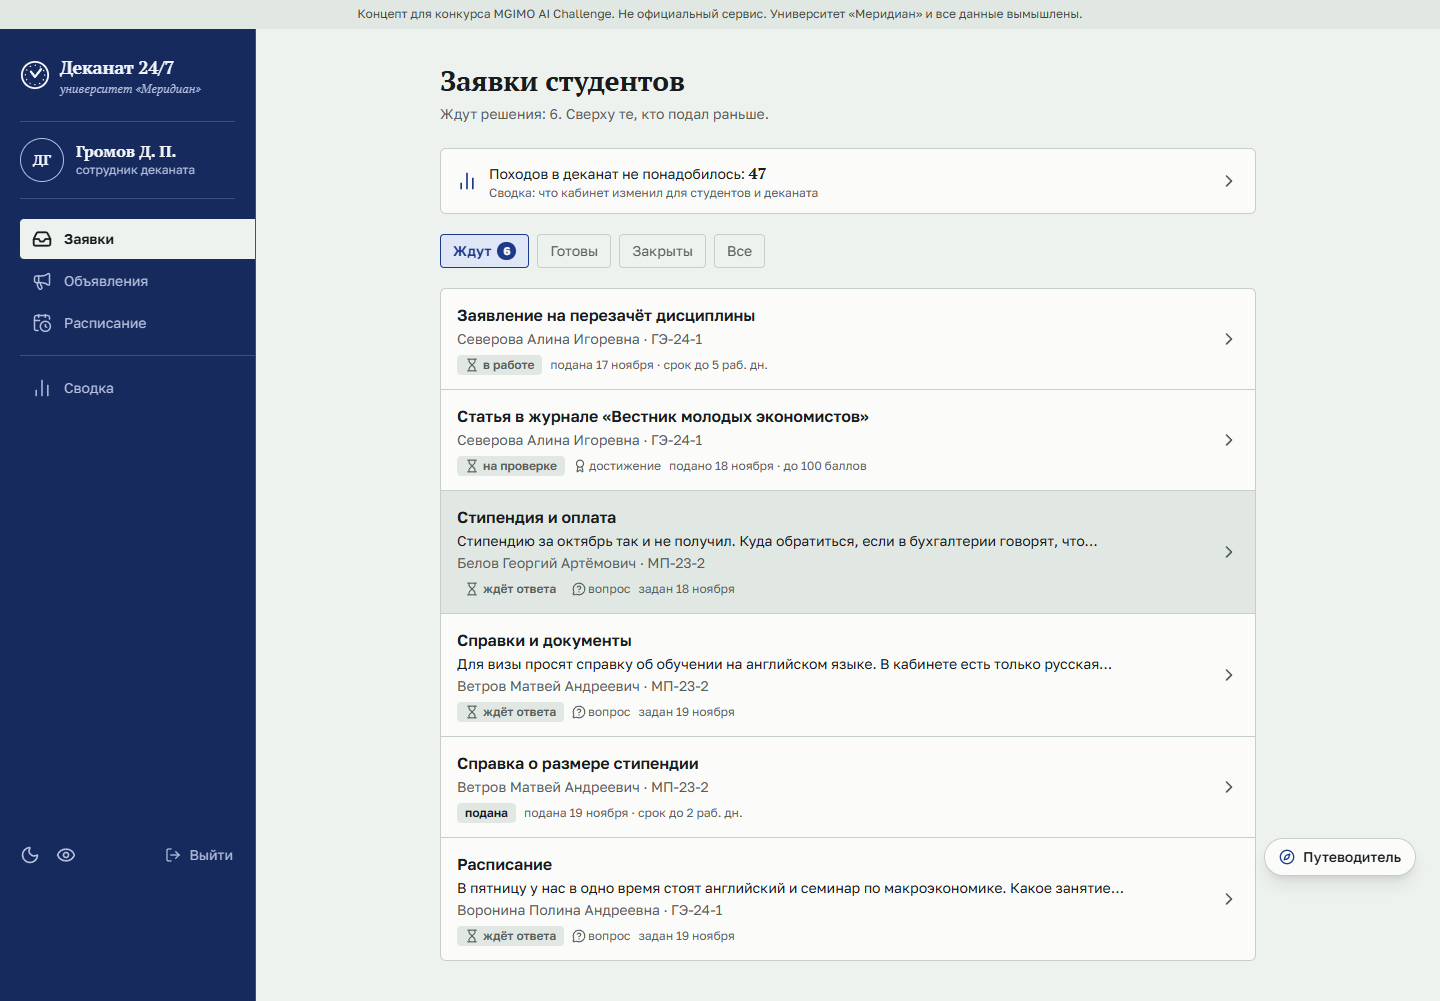 Концепт для конкурса MGIMO AI Challenge. Не официальный сервис. Университет «Меридиан» и все данные вымышлены.
Деканат 24/7
университет «Меридиан»
ДГ
Громов Д. П.
сотрудник деканата
Заявки
Объявления
Расписание
Сводка
Выйти
Заявки студентов
Ждут решения: 6. Сверху те, кто подал раньше.
Походов в деканат не понадобилось: 47
Сводка: что кабинет изменил для студентов и деканата
Ждут 6
Готовы
Закрыты
Все
Заявление на перезачёт дисциплины
Северова Алина Игоревна · ГЭ-24-1
в работе подана 17 ноября · срок до 5 раб. дн.
Статья в журнале «Вестник молодых экономистов»
Северова Алина Игоревна · ГЭ-24-1
на проверке достижение подано 18 ноября · до 100 баллов
Стипендия и оплата
Стипендию за октябрь так и не получил. Куда обратиться, если в бухгалтерии говорят, что…
Белов Георгий Артёмович · МП-23-2
ждёт ответа вопрос задан 18 ноября
Справки и документы
Для визы просят справку об обучении на английском языке. В кабинете есть только русская…
Ветров Матвей Андреевич · МП-23-2
ждёт ответа вопрос задан 19 ноября
Справка о размере стипендии
Ветров Матвей Андреевич · МП-23-2
подана подана 19 ноября · срок до 2 раб. дн.
Расписание
В пятницу у нас в одно время стоят английский и семинар по макроэкономике. Какое занятие…
Воронина Полина Андреевна · ГЭ-24-1
ждёт ответа вопрос задан 19 ноября
Путеводитель